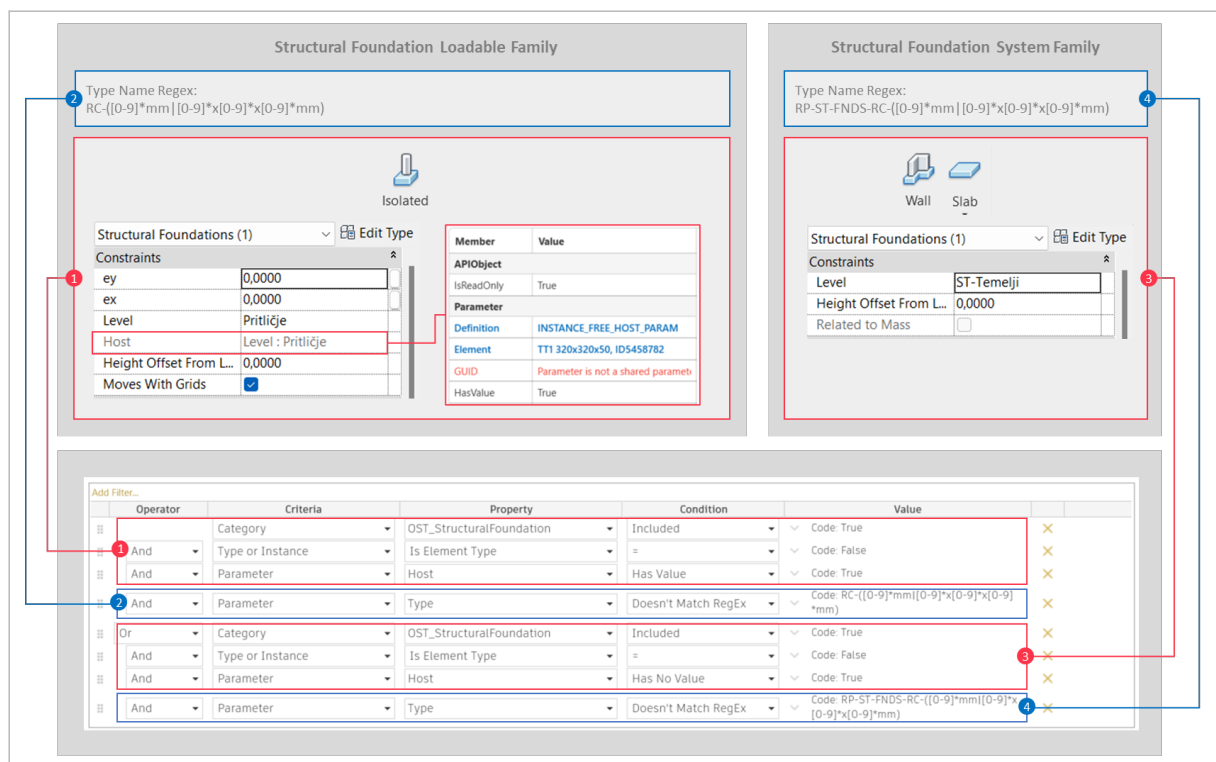 Structural Foundation Loadable Family
Type Name Regex:
RC-([0-9]*mm|[0-9]*x[0-9]*x[0-9]*mm)
2
Isolated
Structural Foundations (1)
Edit Type
Constraints
ey 0,0000
ex 0,0000
Level Pritličje
Host Level : Pritličje
Height Offset From L... 0,0000
Moves With Grids
1
Member Value
APIObject
IsReadOnly True
Parameter
Definition INSTANCE_FREE_HOST_PARAM
Element TT1 320x320x50, ID5458782
GUID Parameter is not a shared paramete
HasValue True
Structural Foundation System Family
Type Name Regex:
RP-ST-FNDS-RC-([0-9]*mm|[0-9]*x[0-9]*x[0-9]*mm)
4
Wall Slab
Structural Foundations (1)
Edit Type
Constraints
Level ST-Temelji
Height Offset From L... 0,0000
Related to Mass
3
Add Filter...
Operator Criteria Property Condition Value
Category OST_StructuralFoundation Included Code: True
1 And Type or Instance Is Element Type = Code: False
And Parameter Host Has Value Code: True
2 And Parameter Type Doesn't Match RegEx Code: RC-([0-9]*mm|[0-9]*x[0-9]*x[0-9]
*mm)
Or Category OST_StructuralFoundation Included Code: True
And Type or Instance Is Element Type = Code: False 3
And Parameter Host Has No Value Code: True
And Parameter Type Doesn't Match RegEx Code: RP-ST-FNDS-RC-([0-9]*mm|[0-9]*x
[0-9]*x[0-9]*mm) 4